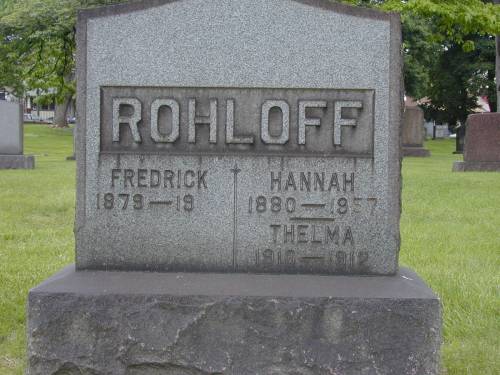 ROHLOFF
FREDRICK
1879 — 19
HANNAH
1880 — 1957
THELMA
1910 — 1912